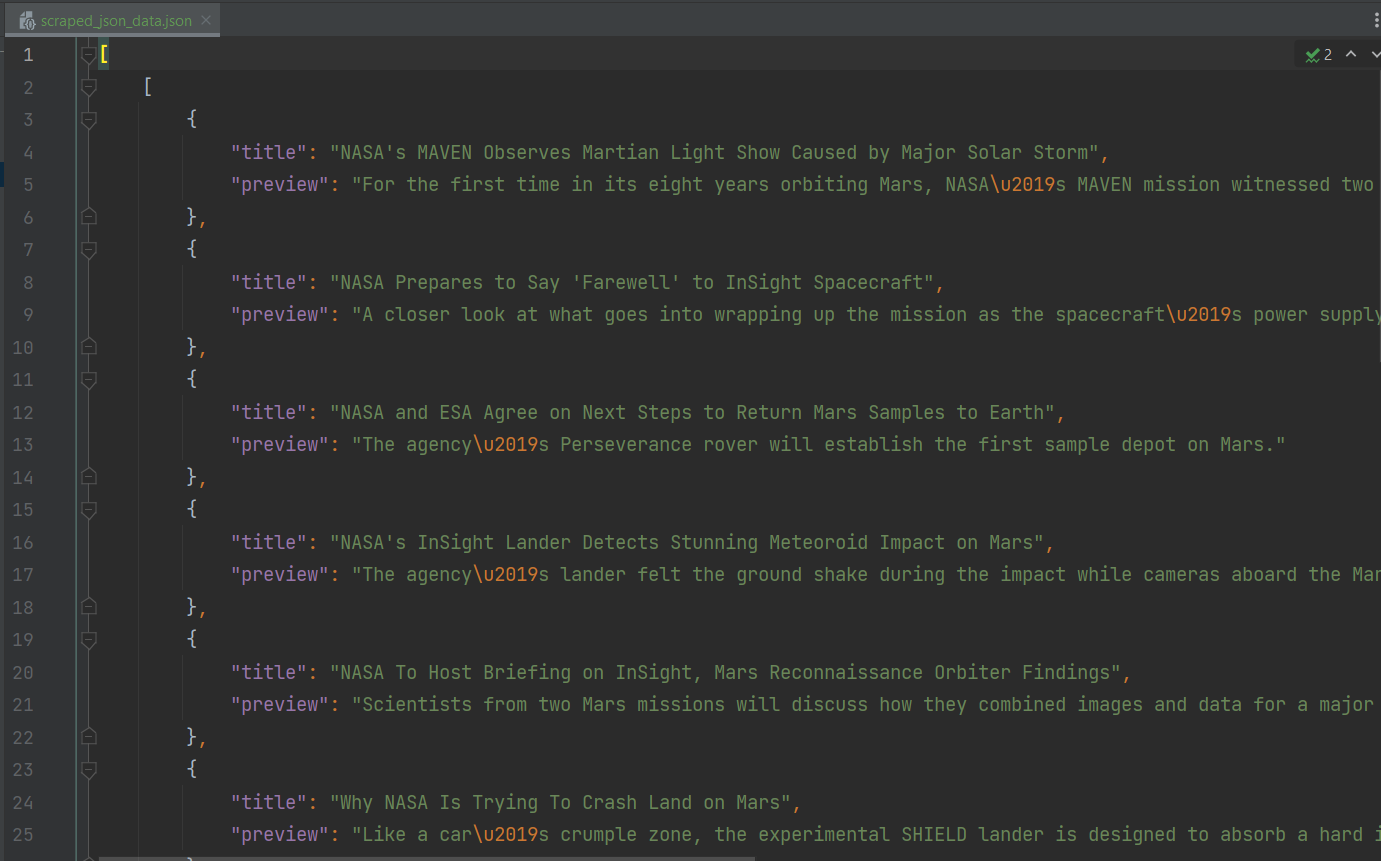 scraped_json_data.json
1 [
2 2
3 [
3 {
4 "title": "NASA's MAVEN Observes Martian Light Show Caused by Major Solar Storm",
5 "preview": "For the first time in its eight years orbiting Mars, NASA\u2019s MAVEN mission witnessed two
6 },
7 {
8 "title": "NASA Prepares to Say 'Farewell' to InSight Spacecraft",
9 "preview": "A closer look at what goes into wrapping up the mission as the spacecraft\u2019s power supply
10 },
11 {
12 "title": "NASA and ESA Agree on Next Steps to Return Mars Samples to Earth",
13 "preview": "The agency\u2019s Perseverance rover will establish the first sample depot on Mars."
14 },
15 {
16 "title": "NASA's InSight Lander Detects Stunning Meteoroid Impact on Mars",
17 "preview": "The agency\u2019s lander felt the ground shake during the impact while cameras aboard the Mar
18 },
19 {
20 "title": "NASA To Host Briefing on InSight, Mars Reconnaissance Orbiter Findings",
21 "preview": "Scientists from two Mars missions will discuss how they combined images and data for a major
22 },
23 {
24 "title": "Why NASA Is Trying To Crash Land on Mars",
25 "preview": "Like a car\u2019s crumple zone, the experimental SHIELD lander is designed to absorb a hard i